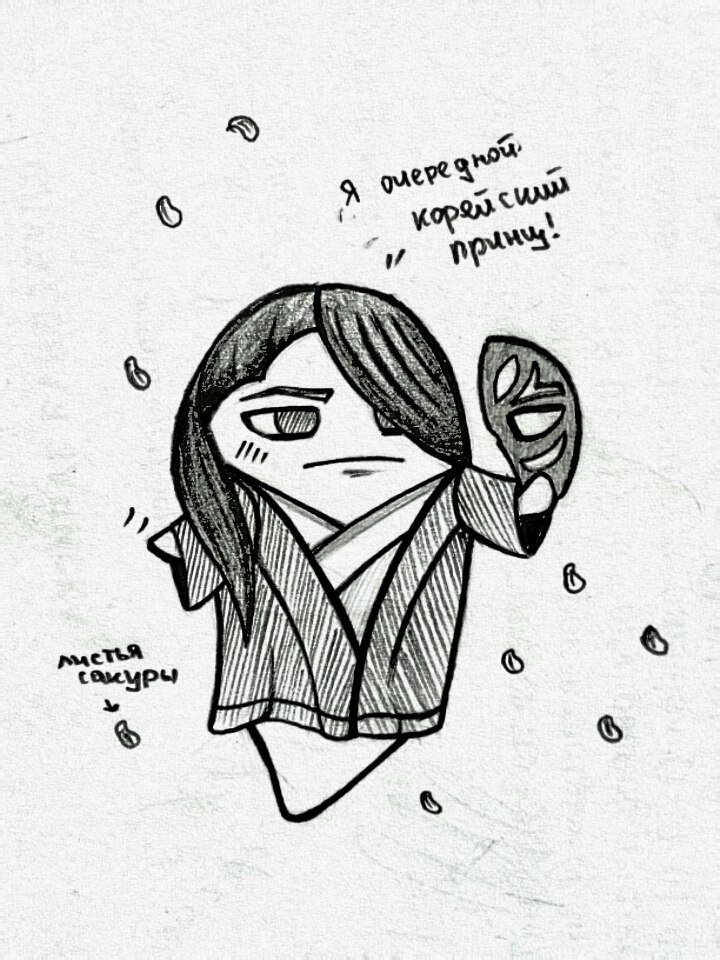 Я очередной
корейский
принц!
листья
сакуры